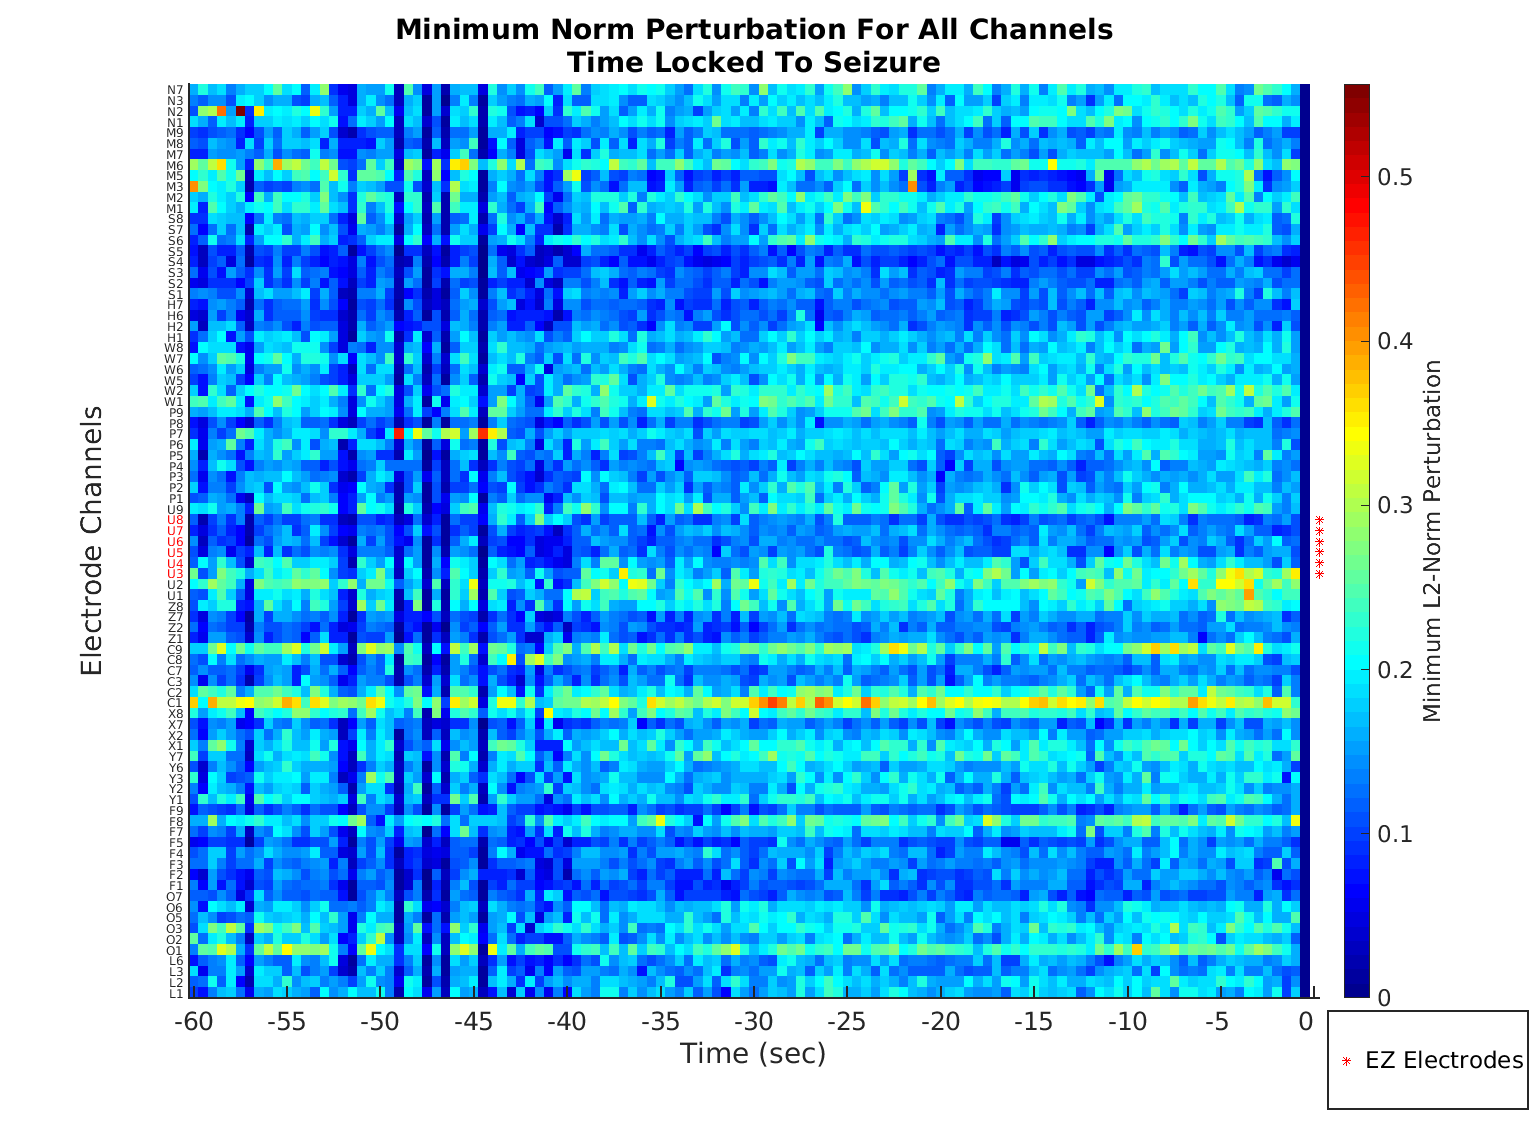 Minimum Norm Perturbation For All Channels
Time Locked To Seizure
Electrode Channels
N7
N3
N2
N1
M9
M8
M7
M6
M5
M3
M2
M1
S8
S7
S6
S5
S4
S3
S2
S1
H7
H6
H2
H1
W8
W7
W6
W5
W2
W1
P9
P8
P7
P6
P5
P4
P3
P2
P1
U9
U8
U7
U6
U5
U4
U3
U2
U1
Z8
Z7
Z2
Z1
C9
C8
C7
C3
C2
C1
X8
X7
X2
X1
Y7
Y6
Y3
Y2
Y1
F9
F8
F7
F5
F4
F3
F2
F1
O7
O6
O5
O3
O2
O1
L6
L3
L2
L1
-60 -55 -50 -45 -40 -35 -30 -25 -20 -15 -10 -5 0
Time (sec)
0.5
0.4
0.3
0.2
0.1
0
Minimum L2-Norm Perturbation
* EZ Electrodes